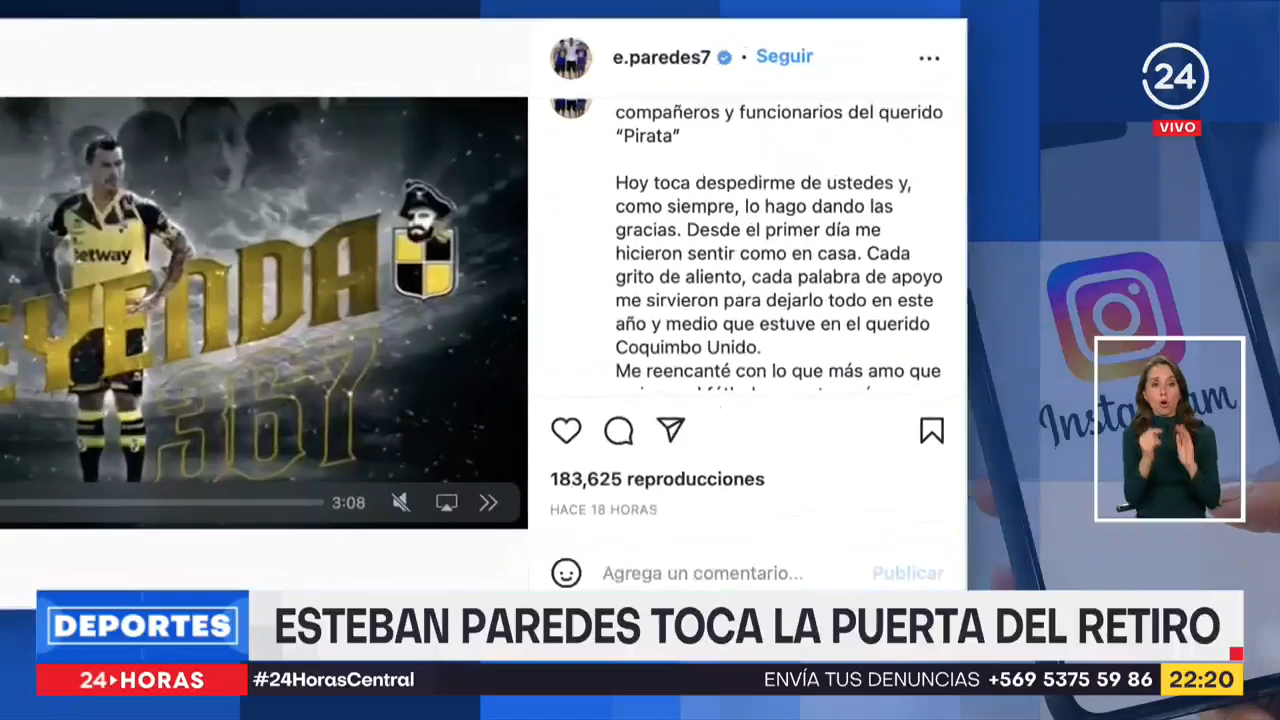 e.paredes7 • Seguir
compañeros y funcionarios del querido
“Pirata”
Hoy toca despedirme de ustedes y,
como siempre, lo hago dando las
gracias. Desde el primer día me
hicieron sentir como en casa. Cada
grito de aliento, cada palabra de apoyo
me sirvieron para dejarlo todo en este
año y medio que estuve en el querido
Coquimbo Unido.
Me reencanté con lo que más amo que
183,625 reproducciones
HACE 18 HORAS
Agrega un comentario... Publicar
betway
EYENDA
367
3:08
24
VIVO
DEPORTES
ESTEBAN PAREDES TOCA LA PUERTA DEL RETIRO
24 HORAS
#24HorasCentral
ENVÍA TUS DENUNCIAS +569 5375 59 86
22:20